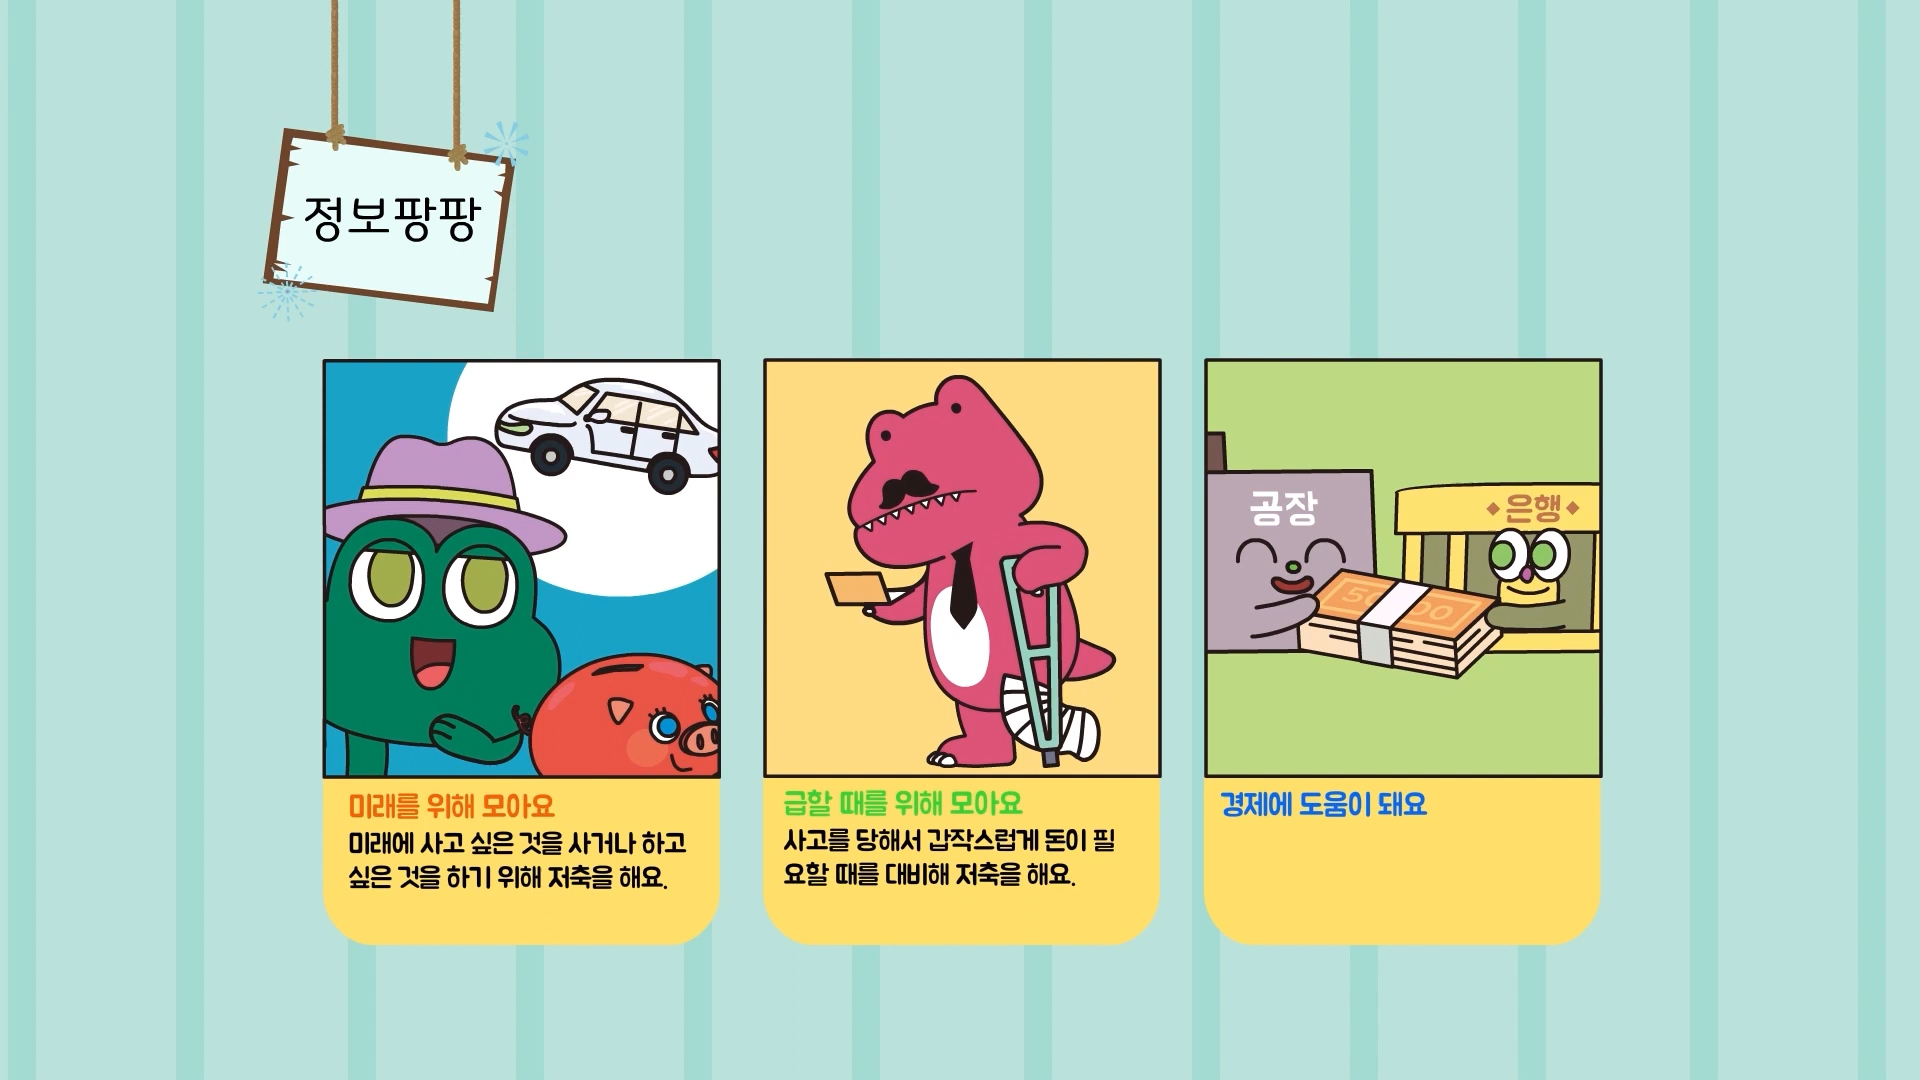 정보팡팡
공장
은행
미래를 위해 모아요
미래에 사고 싶은 것을 사거나 하고
싶은 것을 하기 위해 저축을 해요.
급할 때를 위해 모아요
사고를 당해서 갑작스럽게 돈이 필
요할 때를 대비해 저축을 해요.
경제에 도움이 돼요